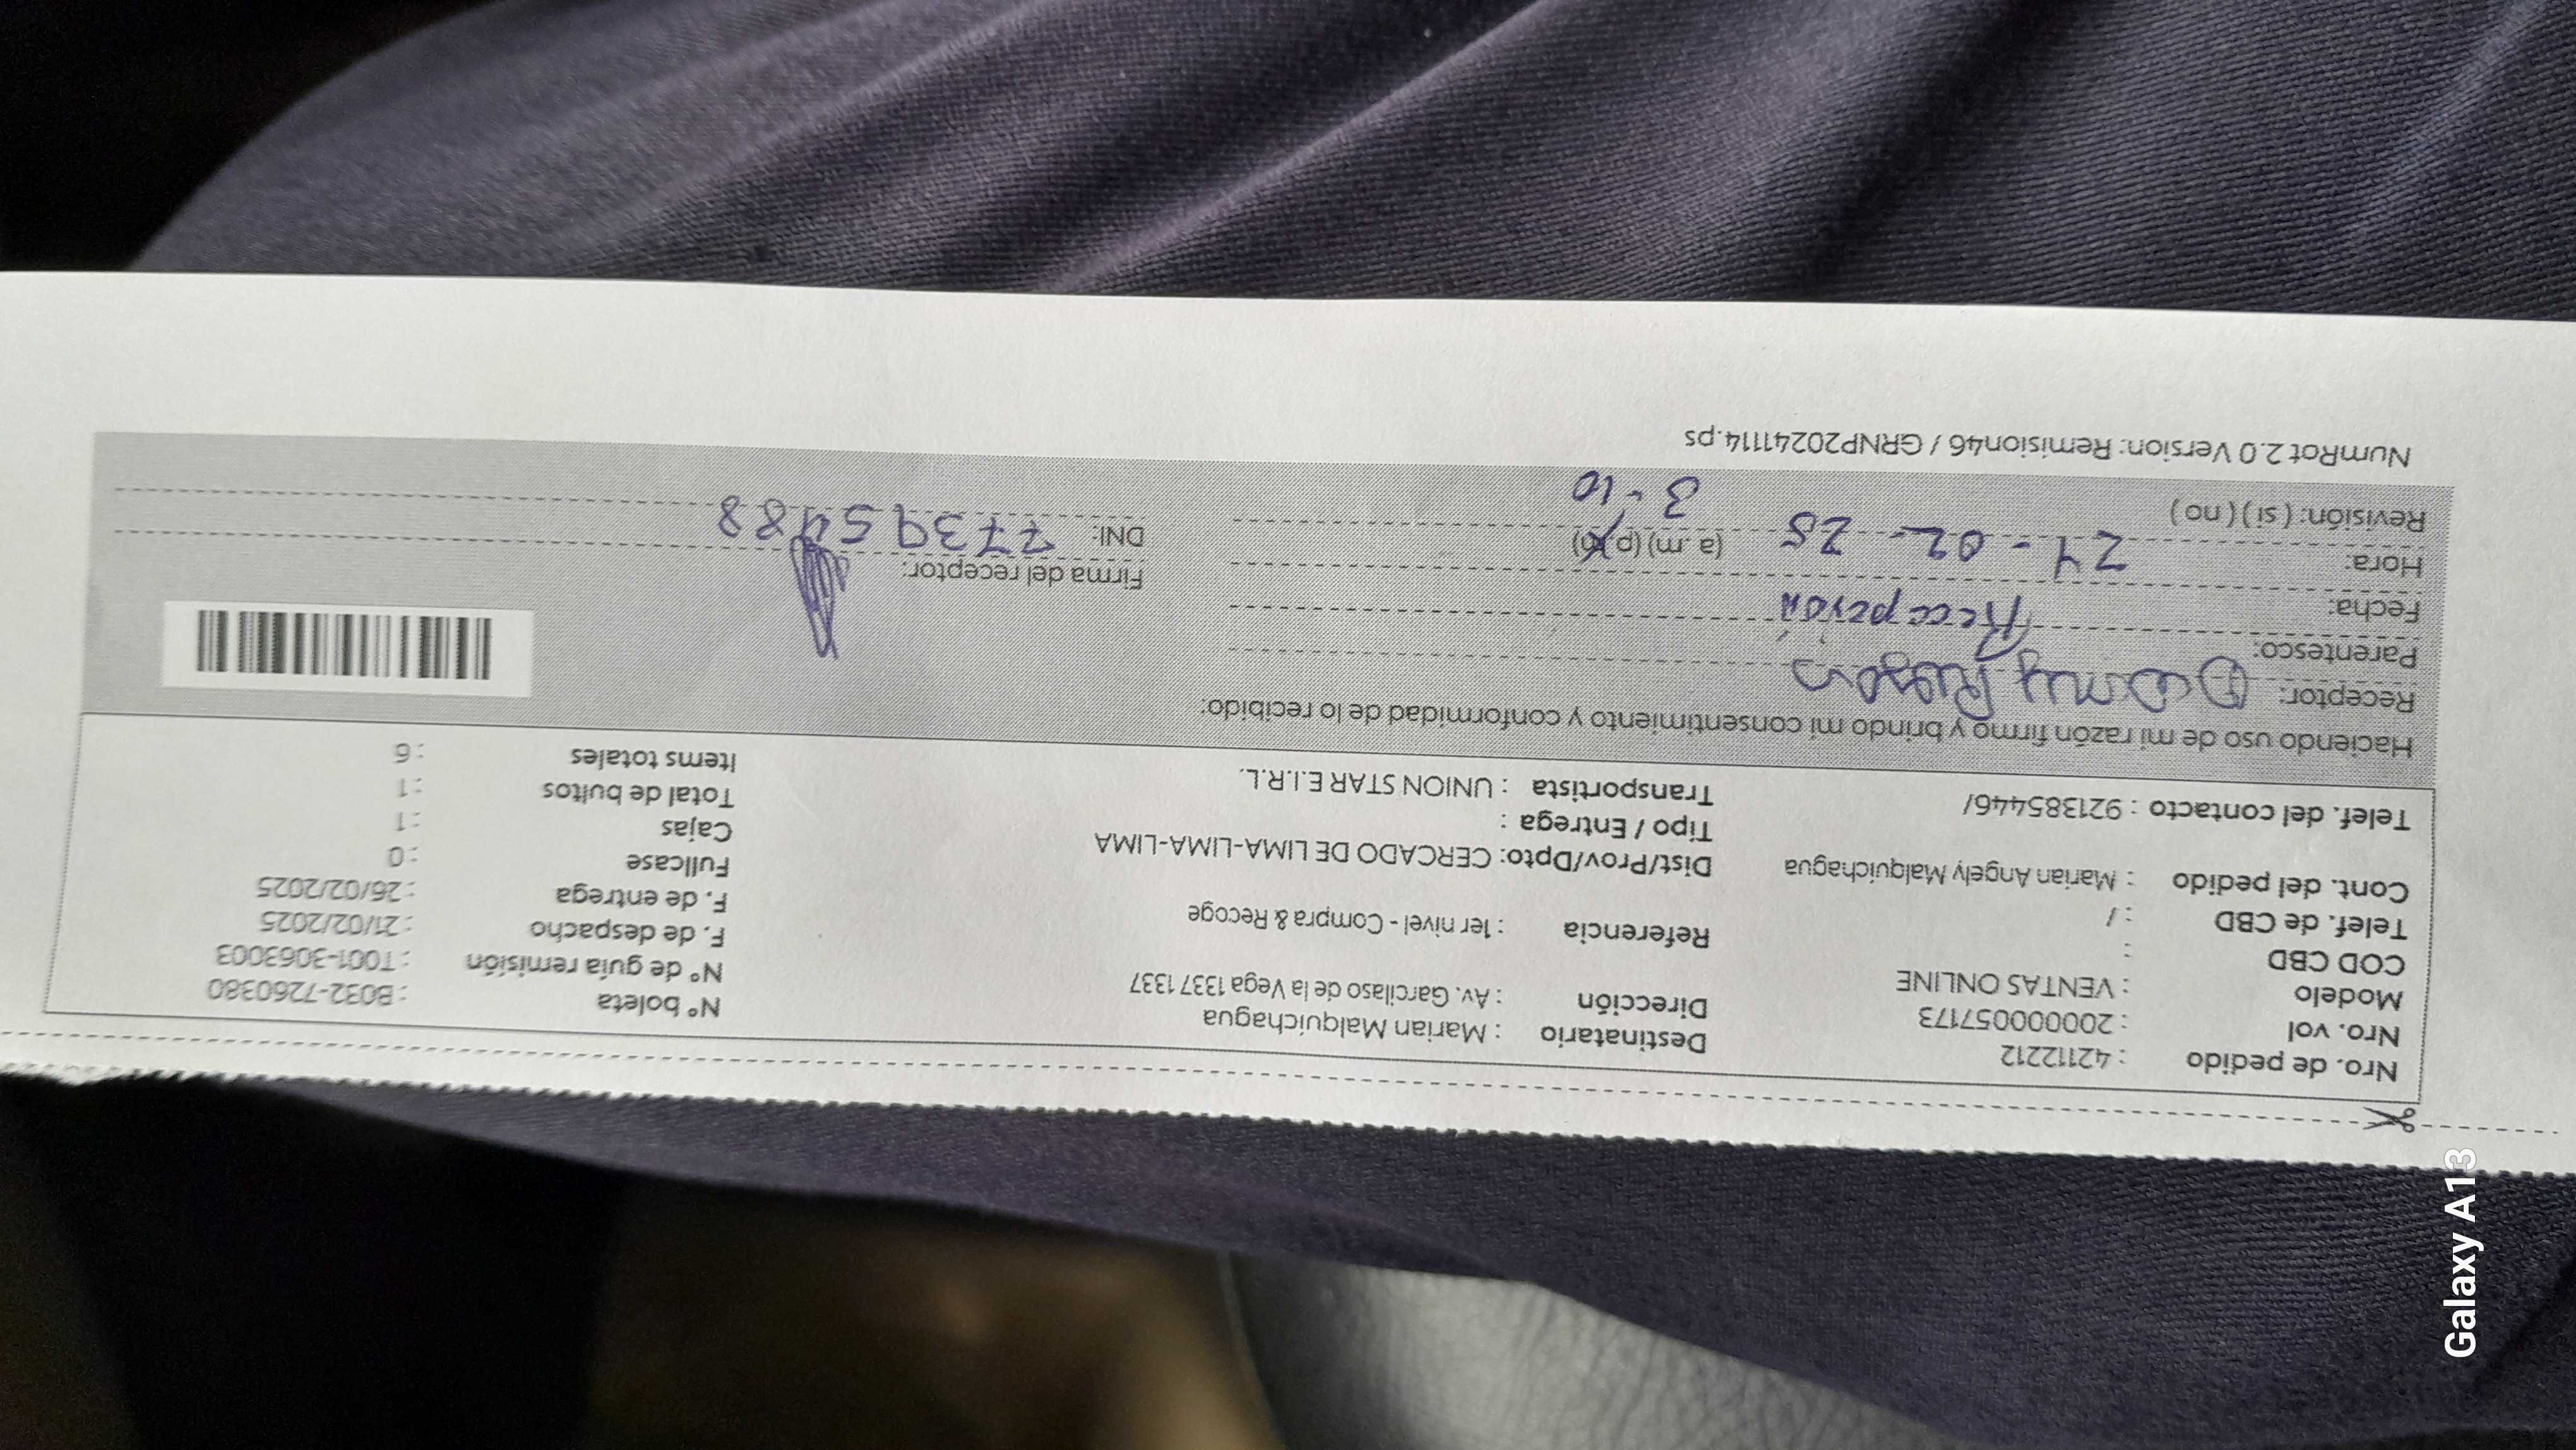 Nro. de pedido : 42112212
Nro. vol : 20000057173
Modelo : VENTAS ONLINE
COD CBD :
Telef. de CBD : /
Cont. del pedido : Marian Angely Malquichagua
Telef. del contacto : 921385446/
Destinatario : Marian Malquichagua
Dirección : Av. Garcilaso de la Vega 1337 1337
Referencia : 1er nivel - Compra & Recoge
Dist/Prov/Dpto: CERCADO DE LIMA-LIMA-LIMA
Tipo / Entrega :
Transportista : UNION STAR E.I.R.L.
N° boleta : B032-7260380
N° de guía remisión : T001-3063003
F. de despacho : 21/02/2025
F. de entrega : 26/02/2025
Fullcase : 0
Cajas : 1
Total de bultos : 1
Items totales : 6
Haciendo uso de mi razón firmo y brindo mi consentimiento y conformidad de lo recibido:
Receptor:
Parentesco: Recepción
Fecha:
Hora: 24-02-25 (a.m) (p.m)
Revisión: ( si ) ( no ) 3-10
Firma del receptor:
DNI: 77395488
NumRot 2.0 Version: Remision46 / GRNP20241114.ps
Galaxy A13